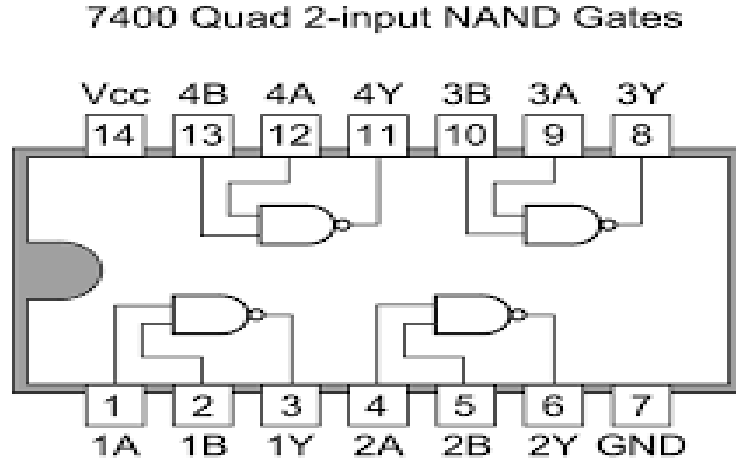 7400 Quad 2-input NAND Gates
Vcc 4B 4A 4Y 3B 3A 3Y
14 13 12 11 10 9 8
1 2 3 4 5 6 7
1A 1B 1Y 2A 2B 2Y GND